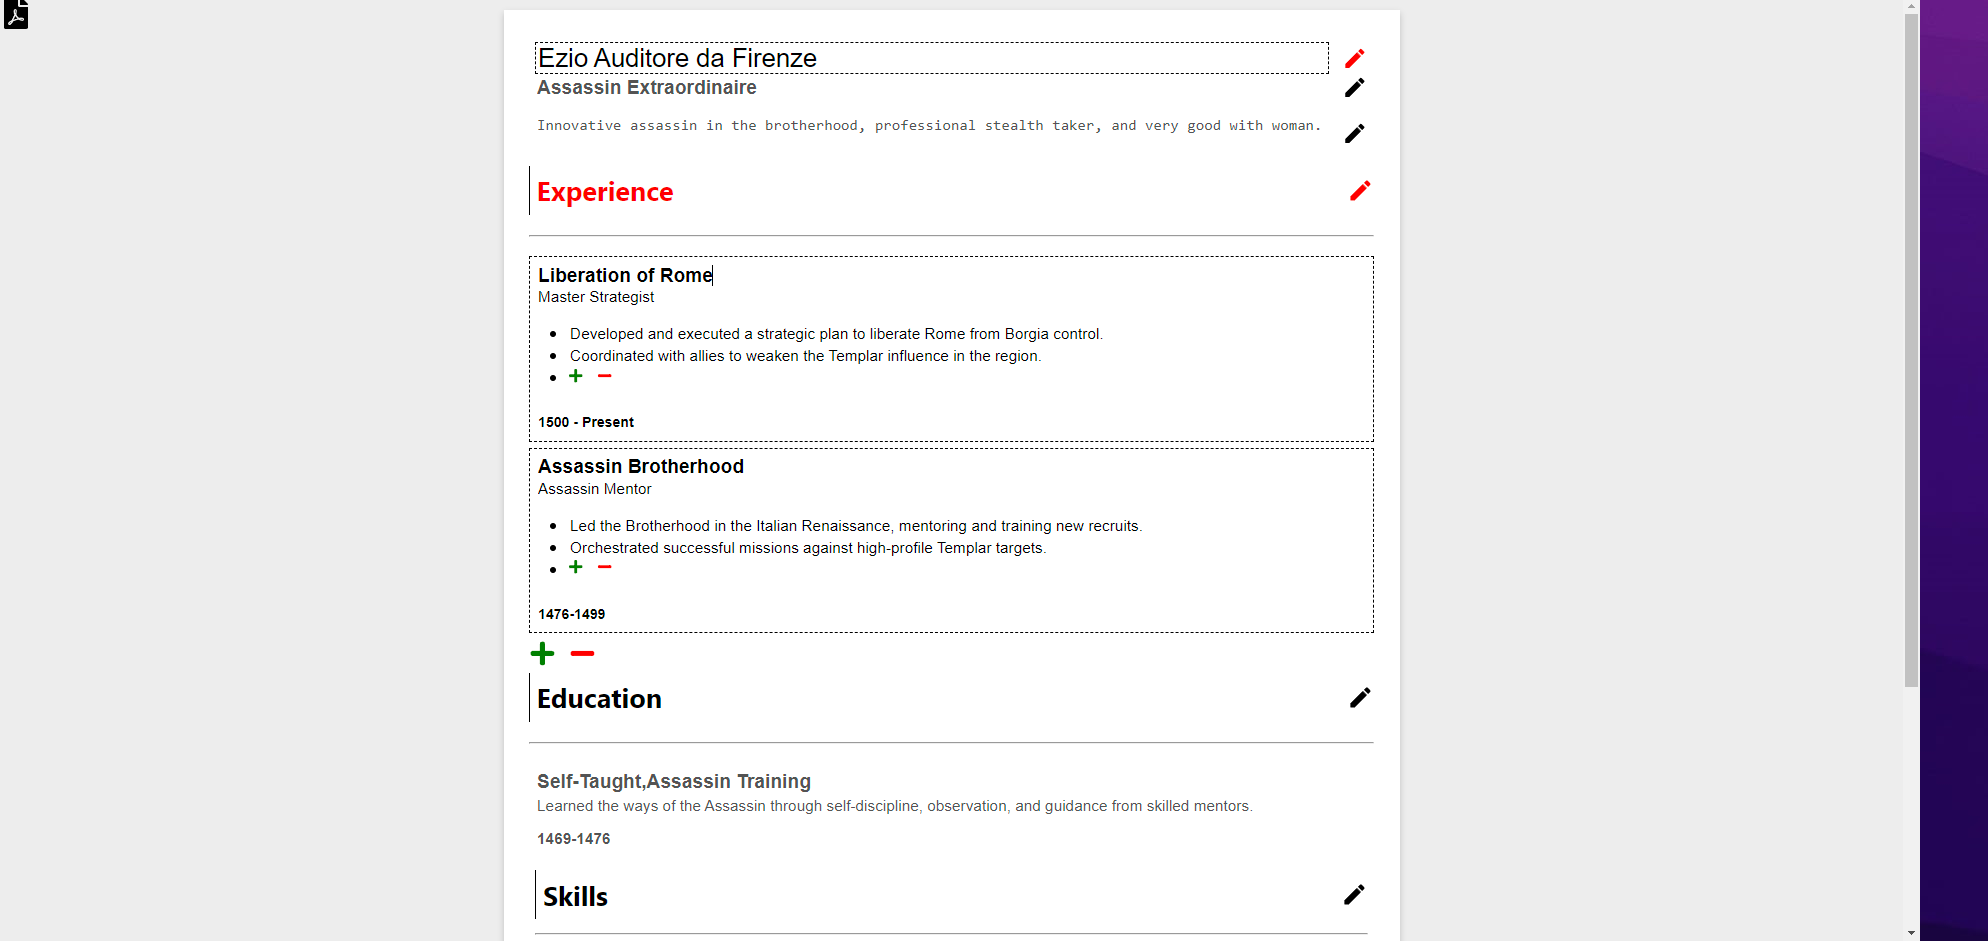 Ezio Auditore da Firenze
Assassin Extraordinaire
Innovative assassin in the brotherhood, professional stealth taker, and very good with woman.
Experience
Liberation of Rome
Master Strategist
Developed and executed a strategic plan to liberate Rome from Borgia control.
Coordinated with allies to weaken the Templar influence in the region.
1500 - Present
Assassin Brotherhood
Assassin Mentor
Led the Brotherhood in the Italian Renaissance, mentoring and training new recruits.
Orchestrated successful missions against high-profile Templar targets.
1476-1499
Education
Self-Taught,Assassin Training
Learned the ways of the Assassin through self-discipline, observation, and guidance from skilled mentors.
1469-1476
Skills